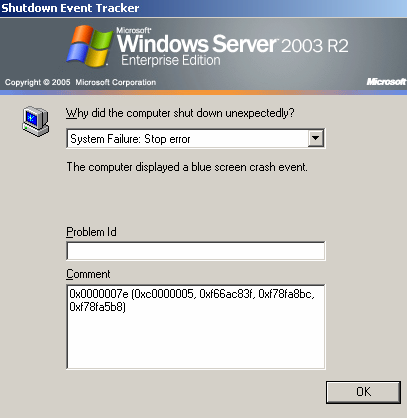 Shutdown Event Tracker
Microsoft
Windows Server 2003 R2
Enterprise Edition
Copyright © 2005 Microsoft Corporation
Microsoft
Why did the computer shut down unexpectedly?
System Failure: Stop error
The computer displayed a blue screen crash event.
Problem Id
Comment
0x0000007e (0xc0000005, 0xf66ac83f, 0xf78fa8bc,
0xf78fa5b8)
OK